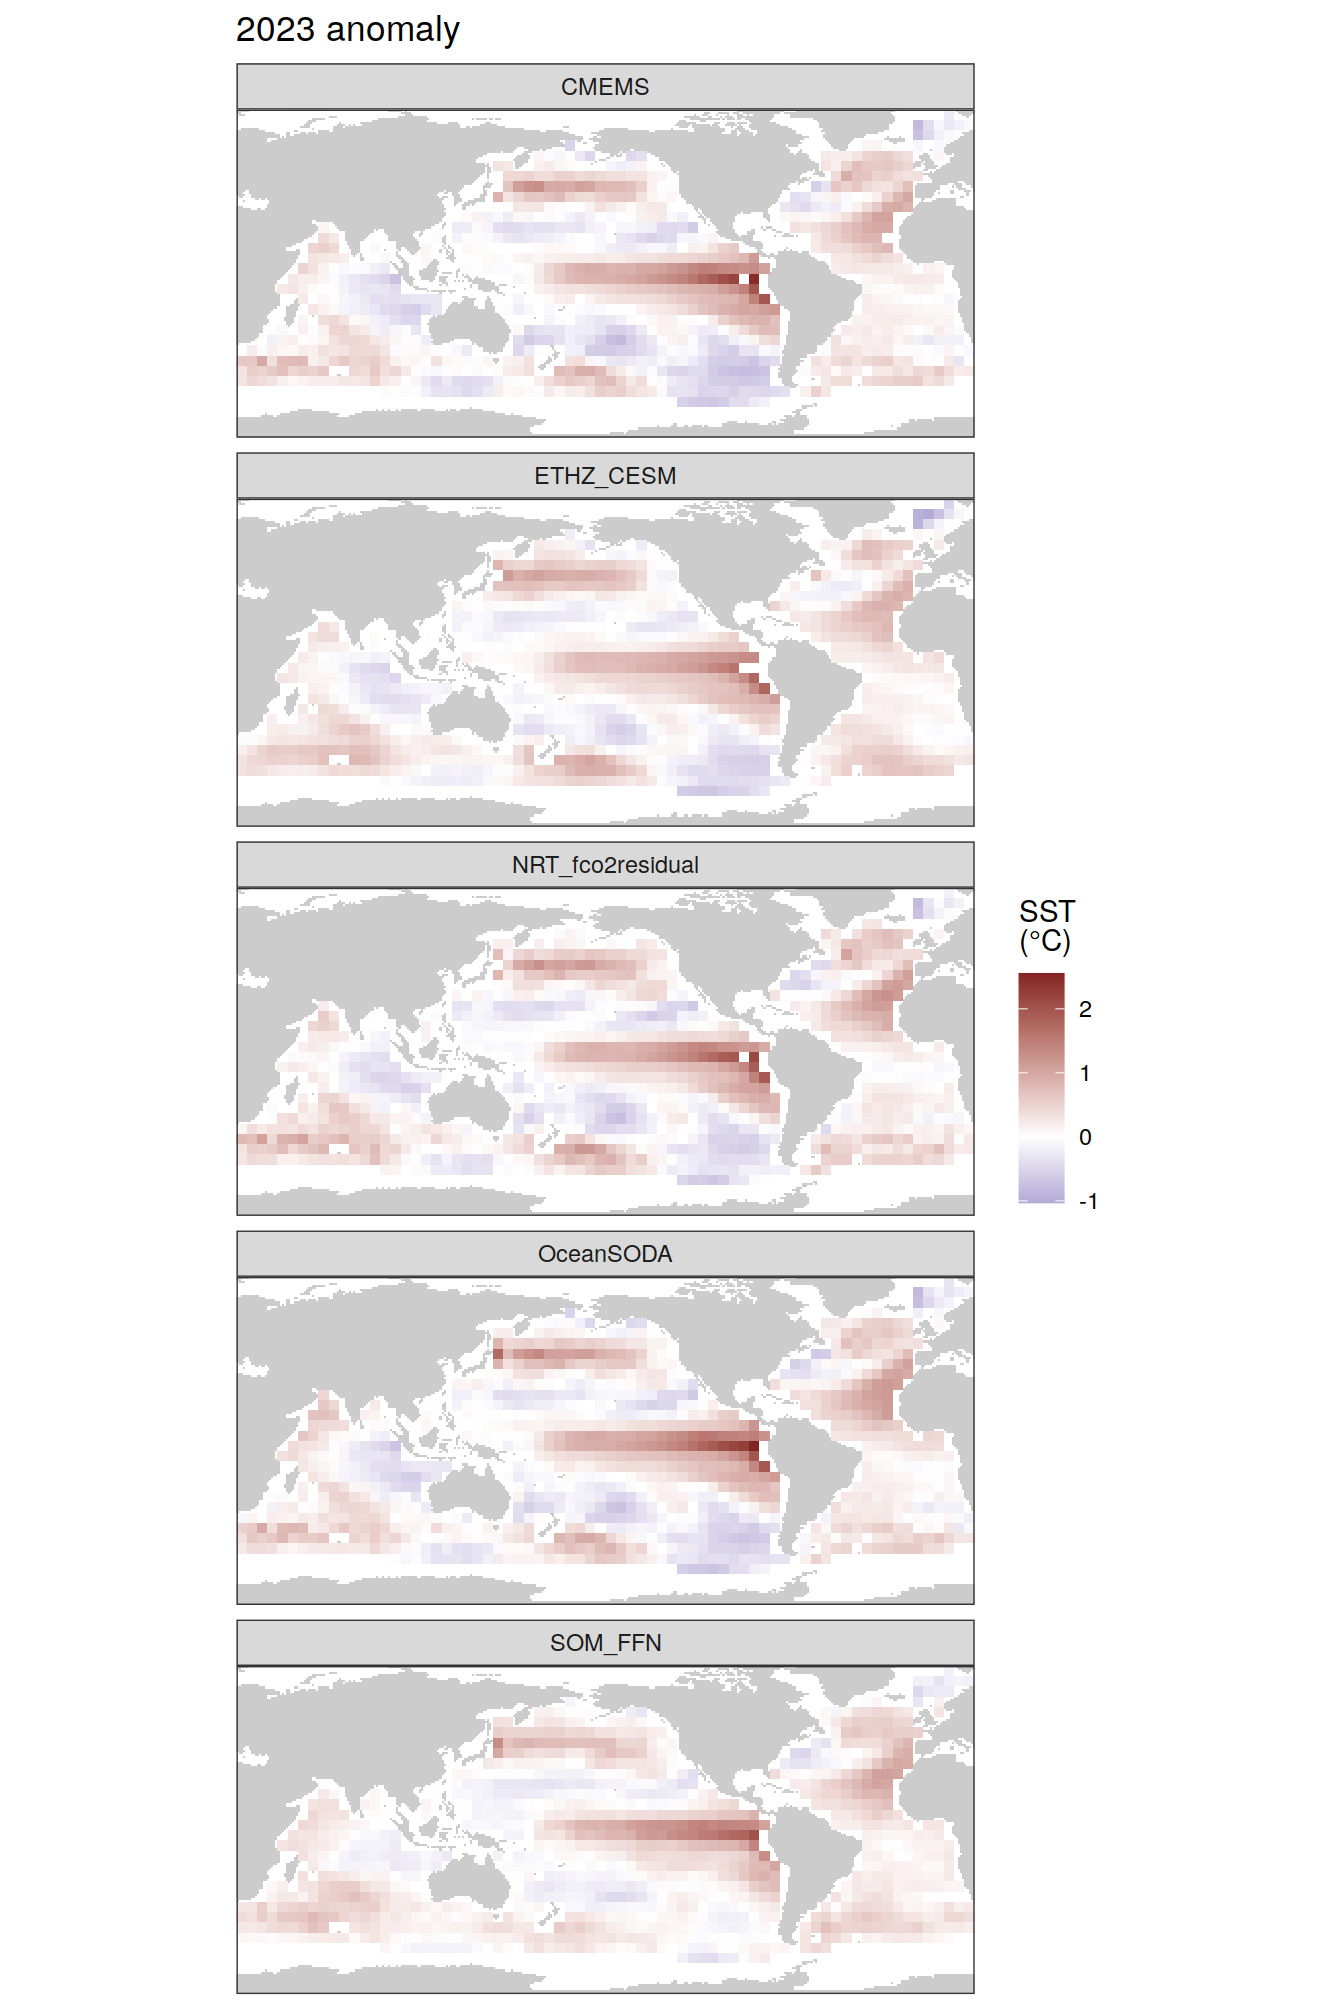 2023 anomaly
CMEMS
ETHZ_CESM
NRT_fco2residual
SST
(°C)
2
1
0
-1
OceanSODA
SOM_FFN